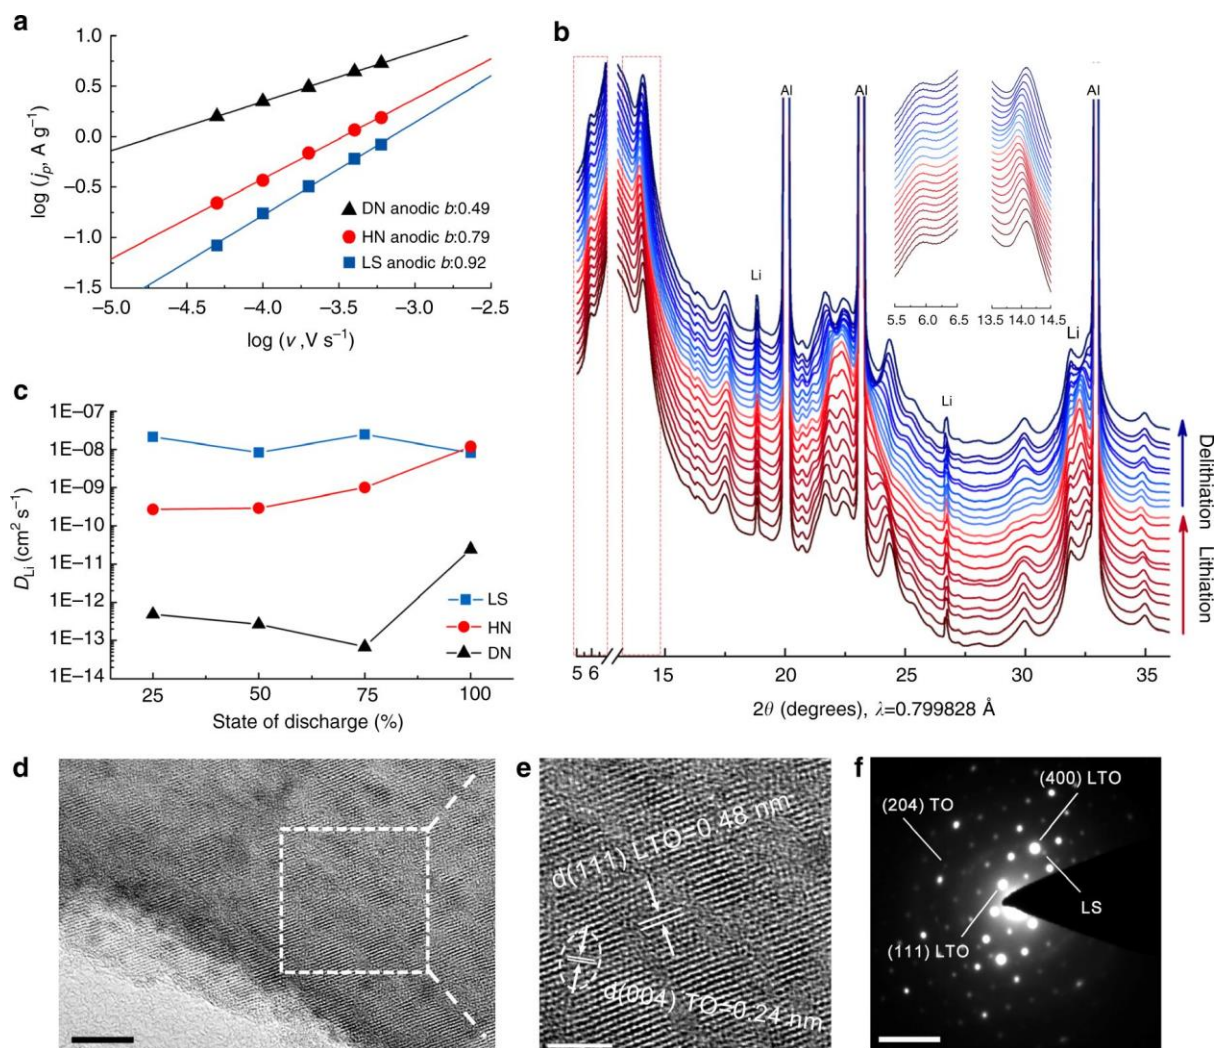 a
1.0
0.5
0.0
−0.5
−1.0
−1.5
log (jp, A g⁻¹)
DN anodic b:0.49
HN anodic b:0.79
LS anodic b:0.92
−5.0 −4.5 −4.0 −3.5 −3.0 −2.5
log (v ,V s⁻¹)
b
Al
Al
Al
Li
Li
Li
5.5 6.0 6.5 13.5 14.0 14.5
Delithiation
Lithiation
5 6 15 20 25 30 35
2θ (degrees), λ=0.799828 Å
c
1E−07
1E−08
1E−09
1E−10
1E−11
1E−12
1E−13
1E−14
D_Li (cm² s⁻¹)
LS
HN
DN
25 50 75 100
State of discharge (%)
d
e
d(111) LTO=0.48 nm
d(004) TO=0.24 nm
f
(400) LTO
(204) TO
LS
(111) LTO